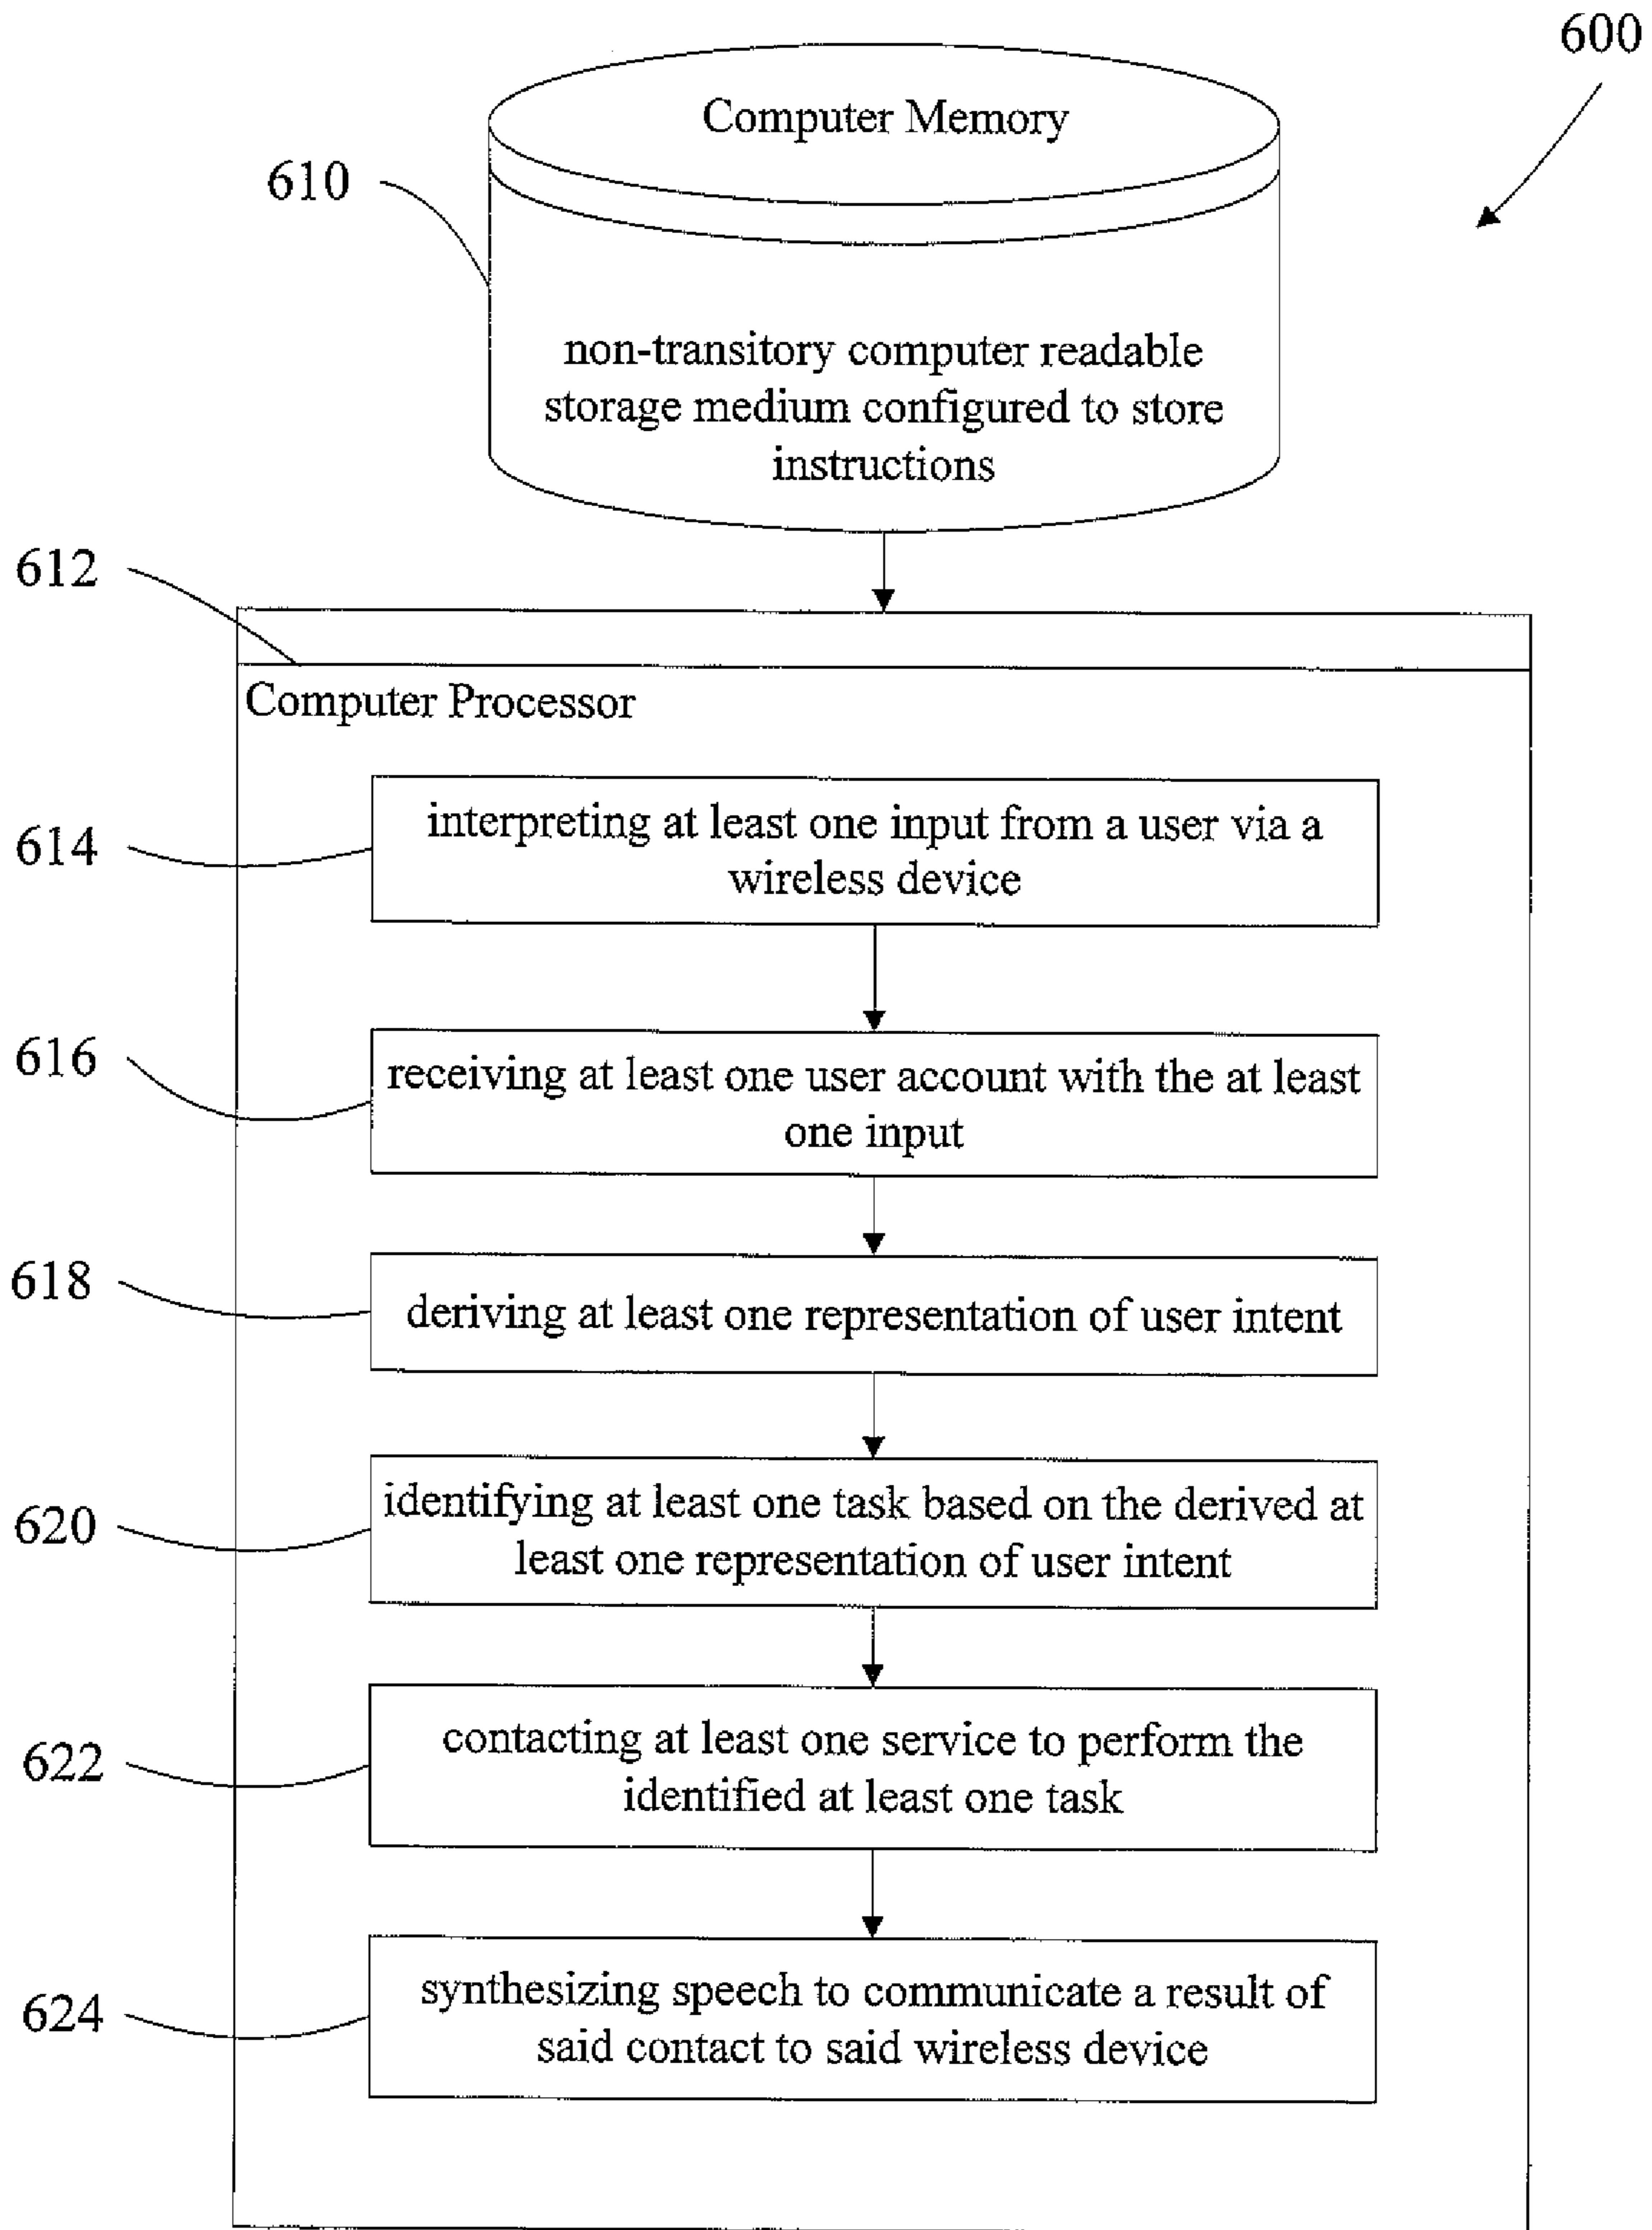 600
Computer Memory
610
non-transitory computer readable
storage medium configured to store
instructions
612
Computer Processor
614
interpreting at least one input from a user via a
wireless device
616
receiving at least one user account with the at least
one input
618
deriving at least one representation of user intent
620
identifying at least one task based on the derived at
least one representation of user intent
622
contacting at least one service to perform the
identified at least one task
624
synthesizing speech to communicate a result of
said contact to said wireless device